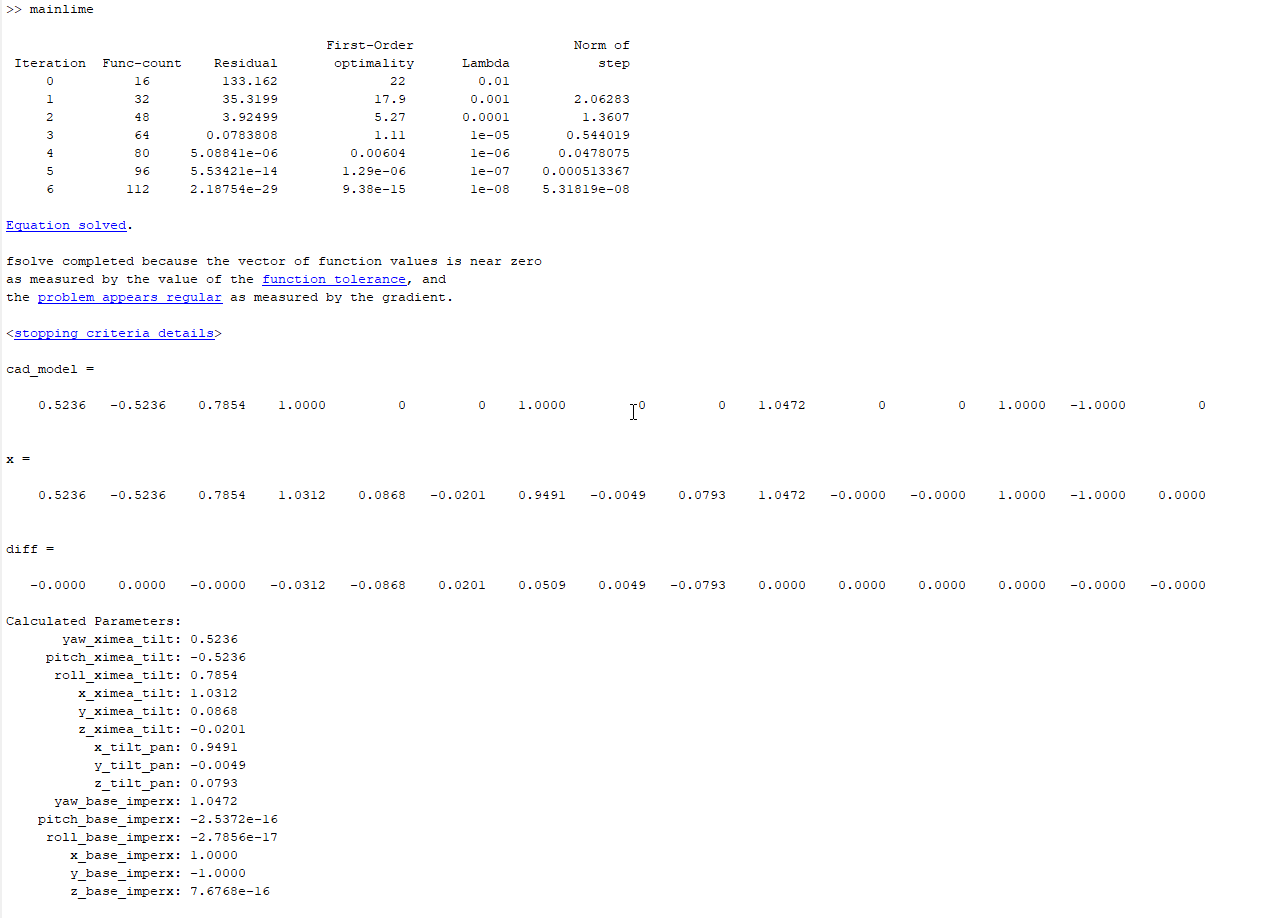 >> mainlime
First-Order Norm of
Iteration Func-count Residual optimality Lambda step
0 16 133.162 22 0.01
1 32 35.3199 17.9 0.001 2.06283
2 48 3.92499 5.27 0.0001 1.3607
3 64 0.0783808 1.11 1e-05 0.544019
4 80 5.08841e-06 0.00604 1e-06 0.0478075
5 96 5.53421e-14 1.29e-06 1e-07 0.000513367
6 112 2.18754e-29 9.38e-15 1e-08 5.31819e-08
Equation solved.
fsolve completed because the vector of function values is near zero
as measured by the value of the function tolerance, and
the problem appears regular as measured by the gradient.
<stopping criteria details>
cad_model =
0.5236 -0.5236 0.7854 1.0000 0 0 1.0000 0 0 1.0472 0 0 1.0000 -1.0000 0
x =
0.5236 -0.5236 0.7854 1.0312 0.0868 -0.0201 0.9491 -0.0049 0.0793 1.0472 -0.0000 -0.0000 1.0000 -1.0000 0.0000
diff =
-0.0000 0.0000 -0.0000 -0.0312 -0.0868 0.0201 0.0509 0.0049 -0.0793 0.0000 0.0000 0.0000 0.0000 -0.0000 -0.0000
Calculated Parameters:
yaw_ximea_tilt: 0.5236
pitch_ximea_tilt: -0.5236
roll_ximea_tilt: 0.7854
x_ximea_tilt: 1.0312
y_ximea_tilt: 0.0868
z_ximea_tilt: -0.0201
x_tilt_pan: 0.9491
y_tilt_pan: -0.0049
z_tilt_pan: 0.0793
yaw_base_imperx: 1.0472
pitch_base_imperx: -2.5372e-16
roll_base_imperx: -2.7856e-17
x_base_imperx: 1.0000
y_base_imperx: -1.0000
z_base_imperx: 7.6768e-16